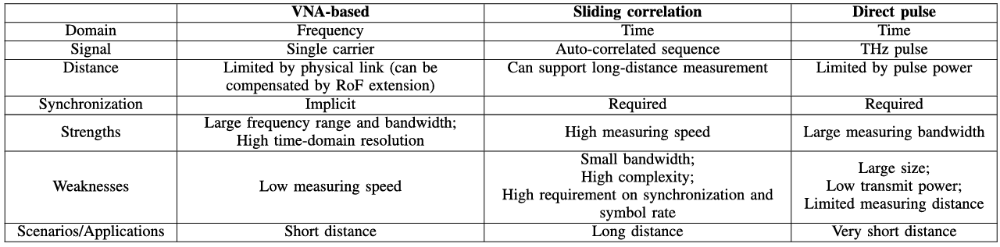 VNA-based Sliding correlation Direct pulse
Domain Frequency Time Time
Signal Single carrier Auto-correlated sequence THz pulse
Distance Limited by physical link (can be compensated by RoF extension) Can support long-distance measurement Limited by pulse power
Synchronization Implicit Required Required
Strengths Large frequency range and bandwidth; High time-domain resolution High measuring speed Large measuring bandwidth
Weaknesses Low measuring speed Small bandwidth; High complexity; High requirement on synchronization and symbol rate Large size; Low transmit power; Limited measuring distance
Scenarios/Applications Short distance Long distance Very short distance